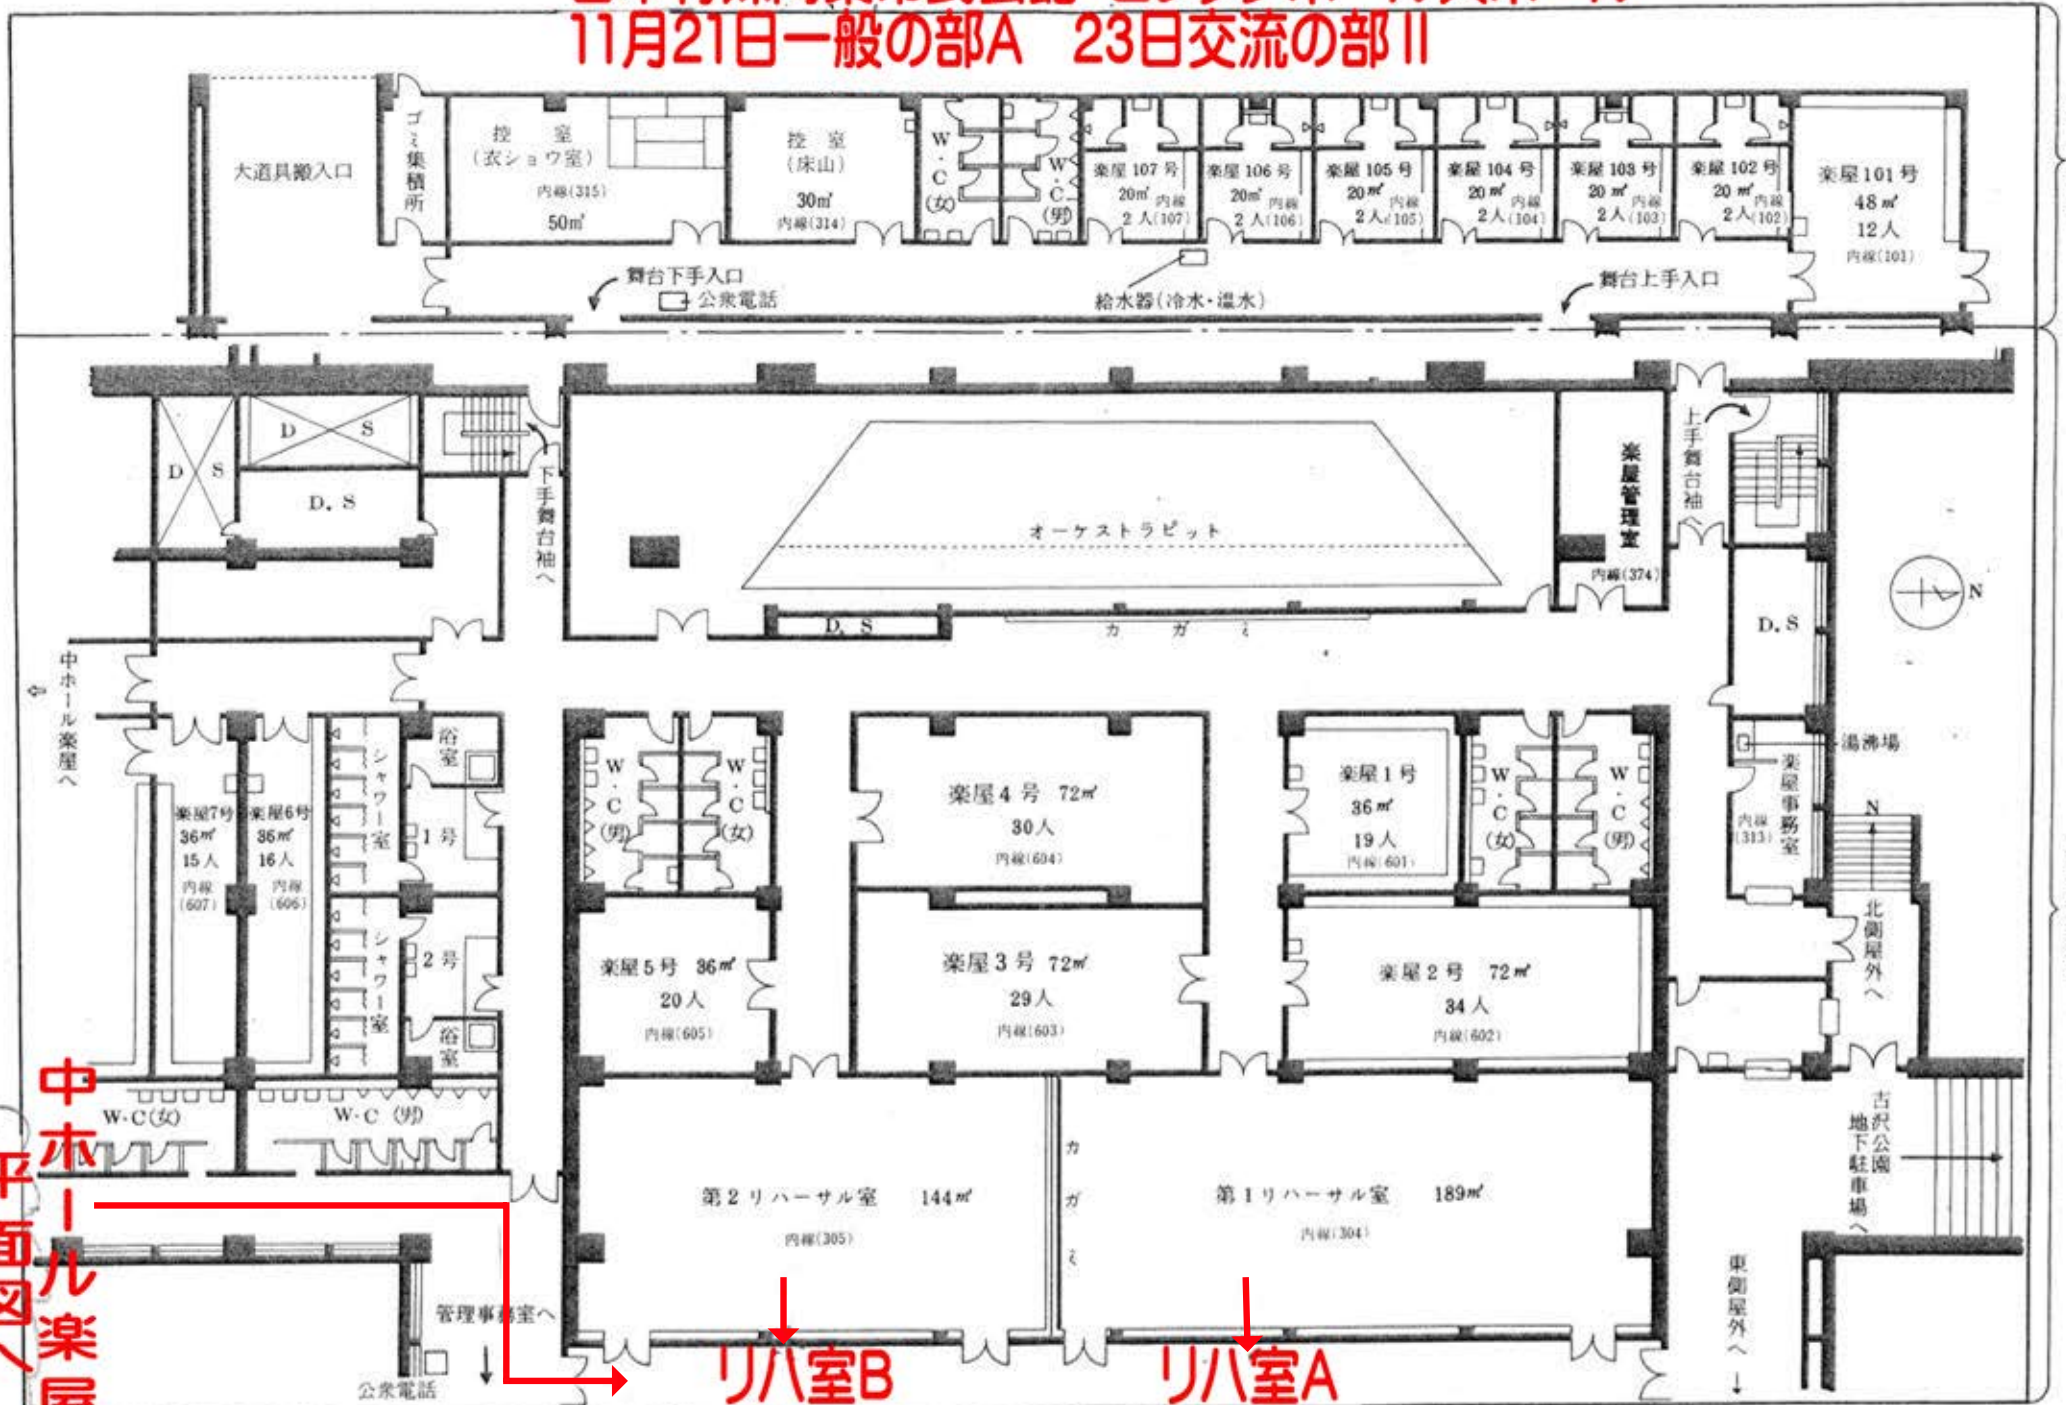 11月21日一般の部A 23日交流の部Ⅱ
大道具搬入口
ゴミ集積所
控 室
(衣ショウ室)
内線(315)
50㎡
控 室
(床山)
30㎡
内線(314)
W・C(女)
W・C(男)
楽屋107号
20㎡ 内線
2人(107)
楽屋106号
20㎡ 内線
2人(106)
楽屋105号
20㎡ 内線
2人(105)
楽屋104号
20㎡ 内線
2人(104)
楽屋103号
20㎡ 内線
2人(103)
楽屋102号
20㎡ 内線
2人(102)
楽屋101号
48㎡
12人
内線(101)
舞台下手入口
公衆電話
給水器(冷水・温水)
舞台上手入口
D S
D S
D.S
下手舞台袖へ
オーケストラピット
楽屋管理室
内線(374)
上手舞台袖へ
N
D.S
D.S
カ ガ ミ
中ホール楽屋へ
楽屋7号
36㎡
15人
内線
(607)
楽屋6号
36㎡
16人
内線
(606)
シャワー室
浴室
1号
シャワー室
2号
浴室
W・C(男)
W・C(女)
楽屋4号 72㎡
30人
内線(604)
楽屋1号
36㎡
19人
内線(601)
W・C(女)
W・C(男)
湯沸場
楽屋事務室
内線
(313)
N
北側屋外へ
楽屋5号 36㎡
20人
内線(605)
楽屋3号 72㎡
29人
内線(603)
楽屋2号 72㎡
34人
内線(602)
W・C(女)
W・C(男)
中ホール楽屋
平面図へ
第2リハーサル室 144㎡
内線(305)
カガミ
第1リハーサル室 189㎡
内線(304)
古沢公園
地下駐車場へ
東側屋外へ
管理事務室へ
公衆電話
リハ室B
リハ室A